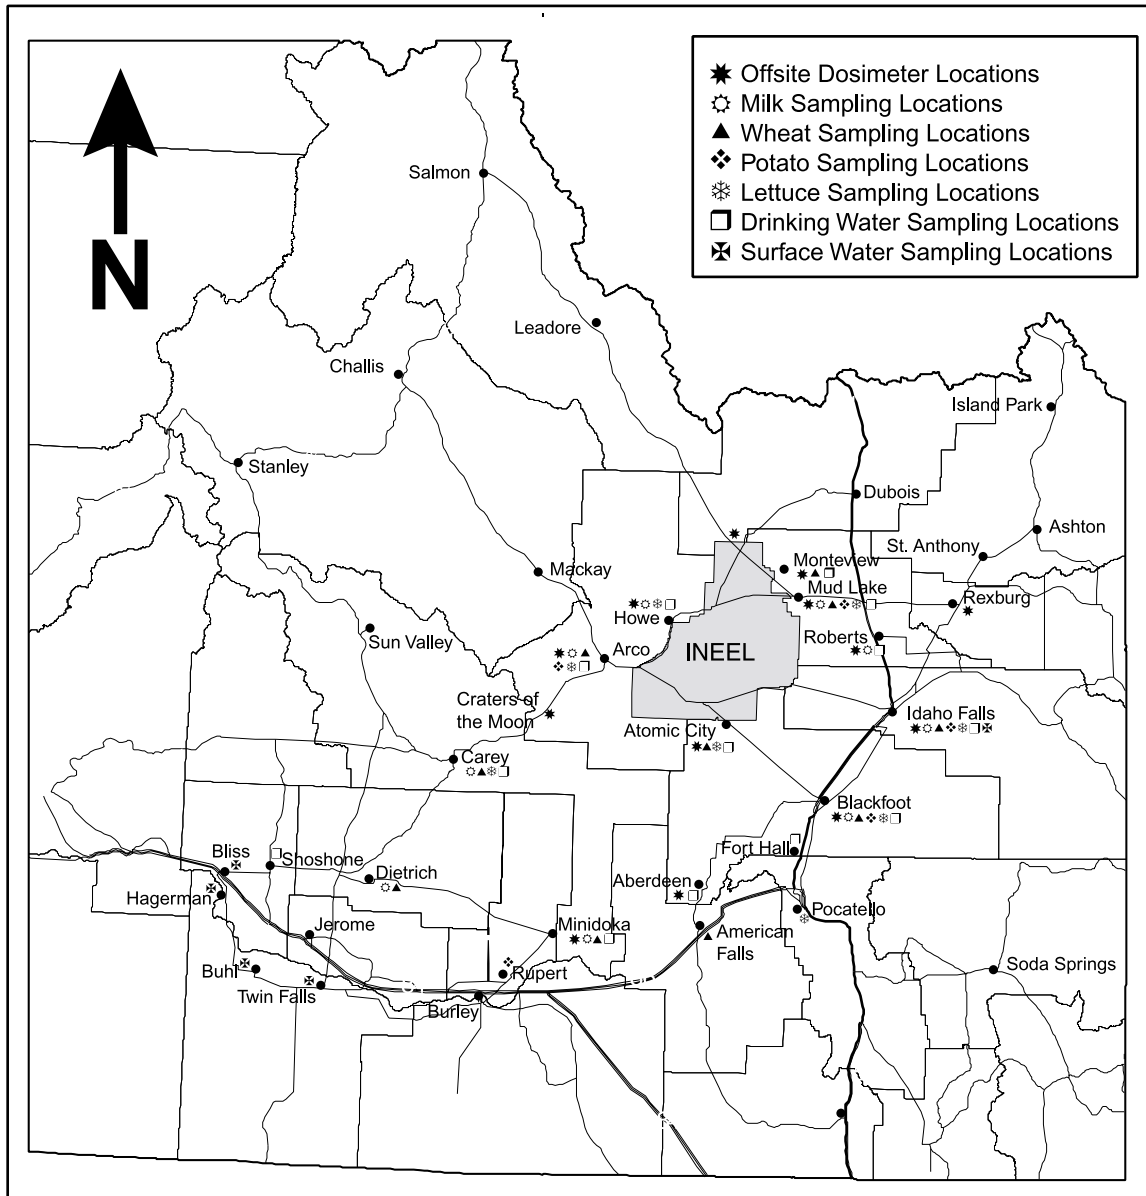 Offsite Dosimeter Locations
Milk Sampling Locations
Wheat Sampling Locations
Potato Sampling Locations
Lettuce Sampling Locations
Drinking Water Sampling Locations
Surface Water Sampling Locations
N
Salmon
Leadore
Challis
Island Park
Stanley
Dubois
Ashton
St. Anthony
Monteview
Mackay
Mud Lake
Rexburg
Howe
Sun Valley
Roberts
Arco
INEEL
Craters of
the Moon
Idaho Falls
Atomic City
Carey
Blackfoot
Fort Hall
Bliss
Shoshone
Dietrich
Aberdeen
Hagerman
Pocatello
Jerome
Minidoka
American
Falls
Buhl
Rupert
Soda Springs
Twin Falls
Burley